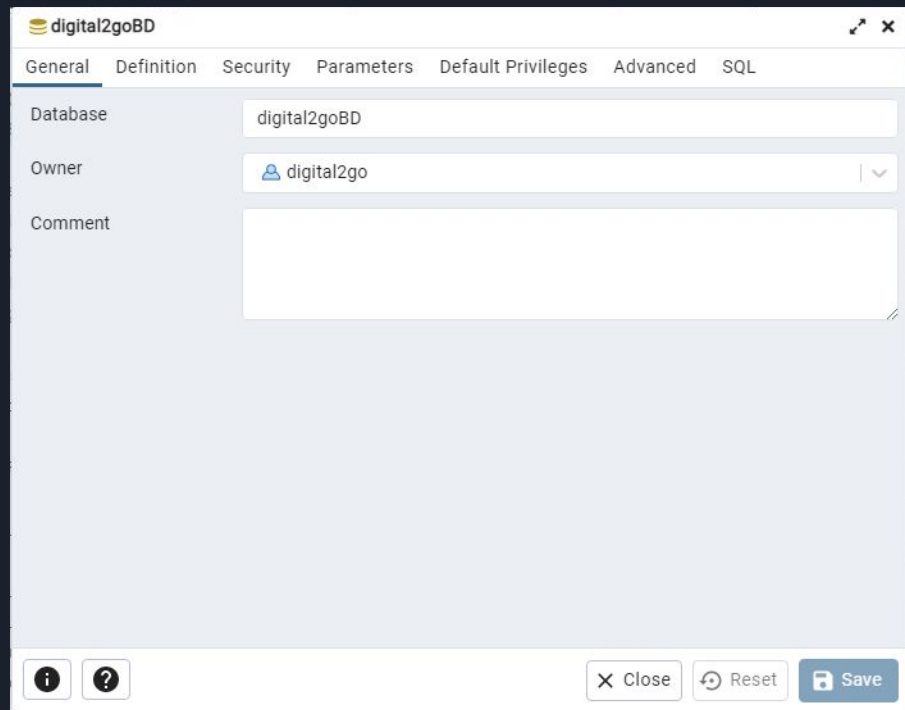 digital2goBD
General Definition Security Parameters Default Privileges Advanced SQL
Database digital2goBD
Owner digital2go
Comment
Close Reset Save